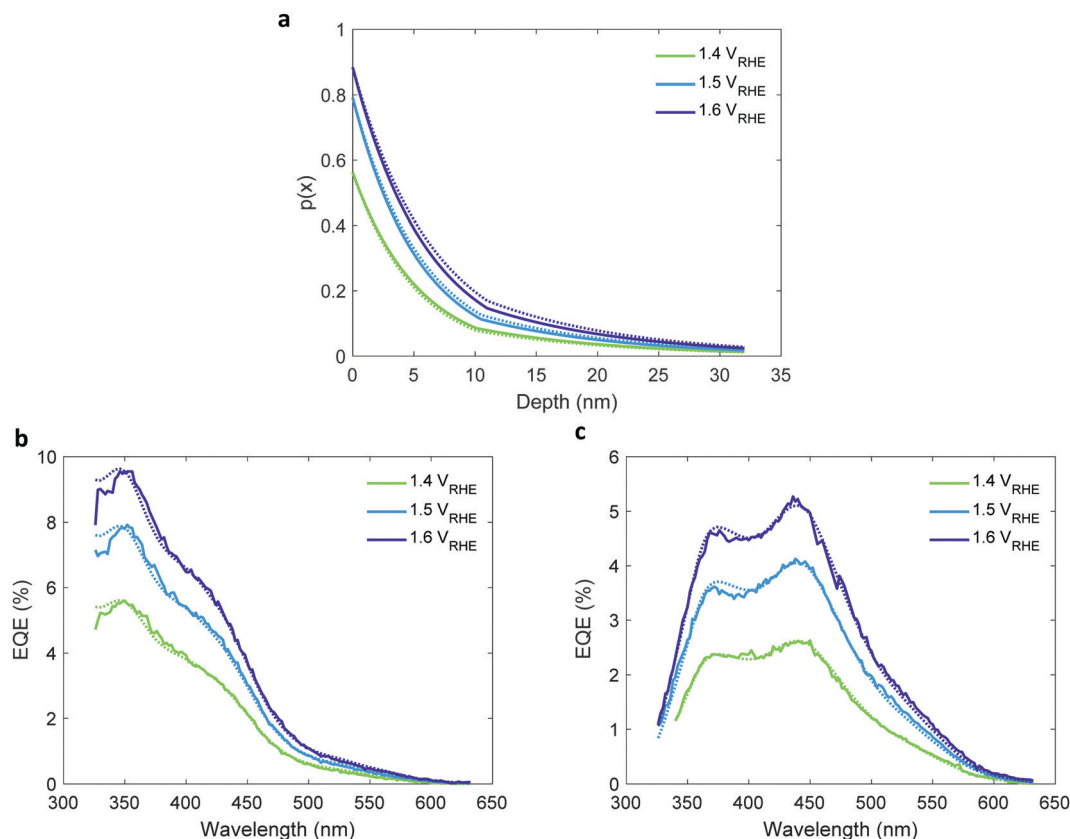 a
1
0.8
0.6
0.4
0.2
0
p(x)
0 5 10 15 20 25 30 35
Depth (nm)
1.4 V_RHE
1.5 V_RHE
1.6 V_RHE
b
10
8
6
4
2
0
EQE (%)
300 350 400 450 500 550 600 650
Wavelength (nm)
1.4 V_RHE
1.5 V_RHE
1.6 V_RHE
c
6
5
4
3
2
1
0
EQE (%)
300 350 400 450 500 550 600 650
Wavelength (nm)
1.4 V_RHE
1.5 V_RHE
1.6 V_RHE